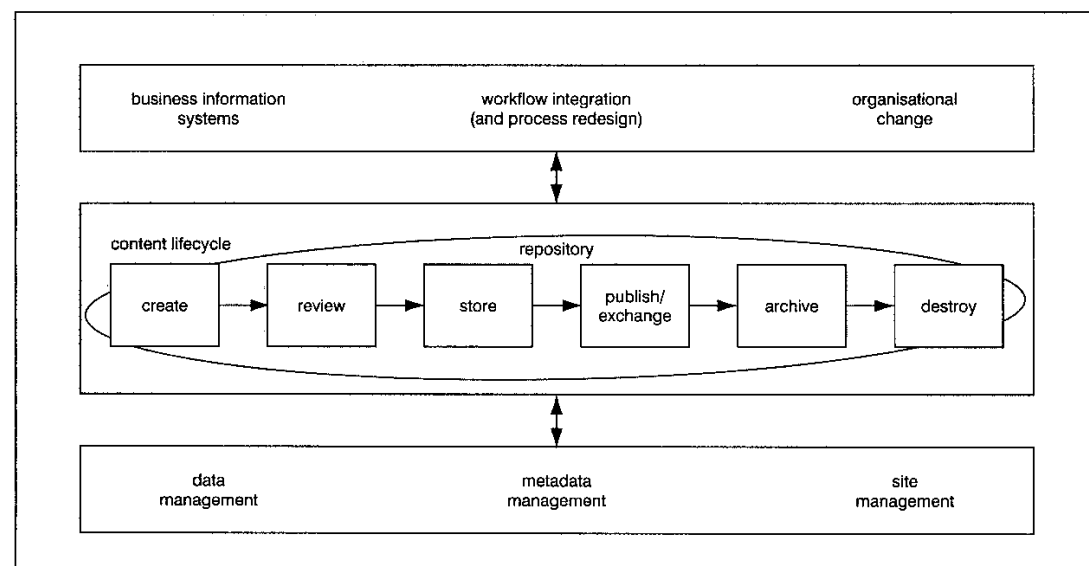 business information
systems
workflow integration
(and process redesign)
organisational
change
content lifecycle
repository
create
review
store
publish/
exchange
archive
destroy
data
management
metadata
management
site
management